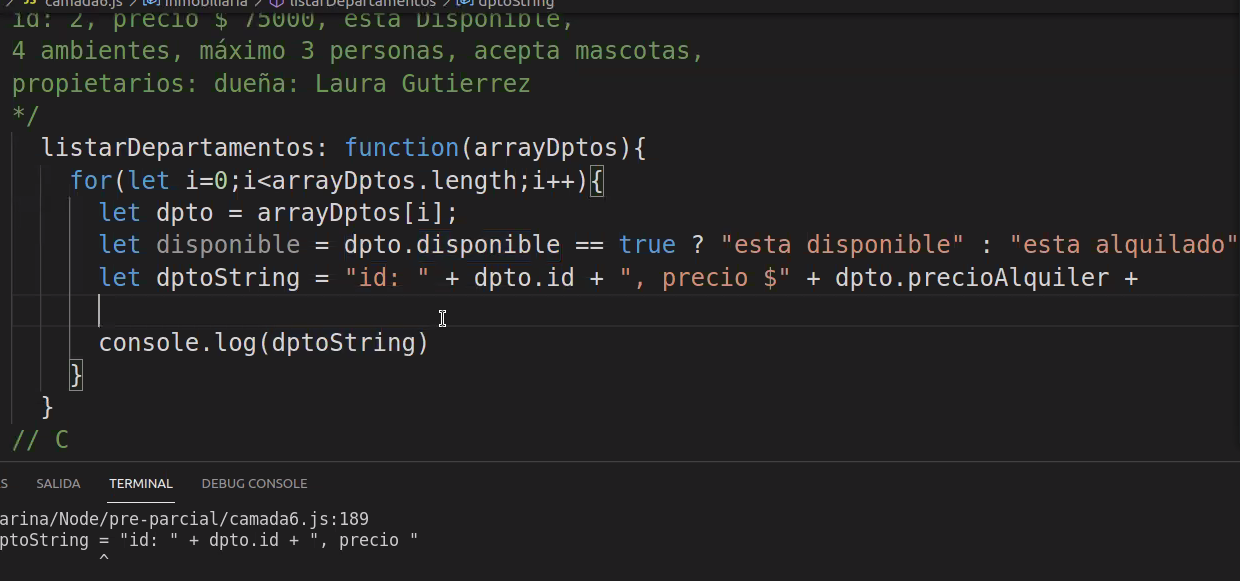 camada6.js > inmobiliaria > listarDepartamentos > dptoString
id: 2, precio $ 75000, esta Disponible,
4 ambientes, máximo 3 personas, acepta mascotas,
propietarios: dueña: Laura Gutierrez
*/
listarDepartamentos: function(arrayDptos){
for(let i=0;i<arrayDptos.length;i++){
let dpto = arrayDptos[i];
let disponible = dpto.disponible == true ? "esta disponible" : "esta alquilado"
let dptoString = "id: " + dpto.id + ", precio $" + dpto.precioAlquiler +
console.log(dptoString)
}
}
// C
S SALIDA TERMINAL DEBUG CONSOLE
arina/Node/pre-parcial/camada6.js:189
ptoString = "id: " + dpto.id + ", precio "
^